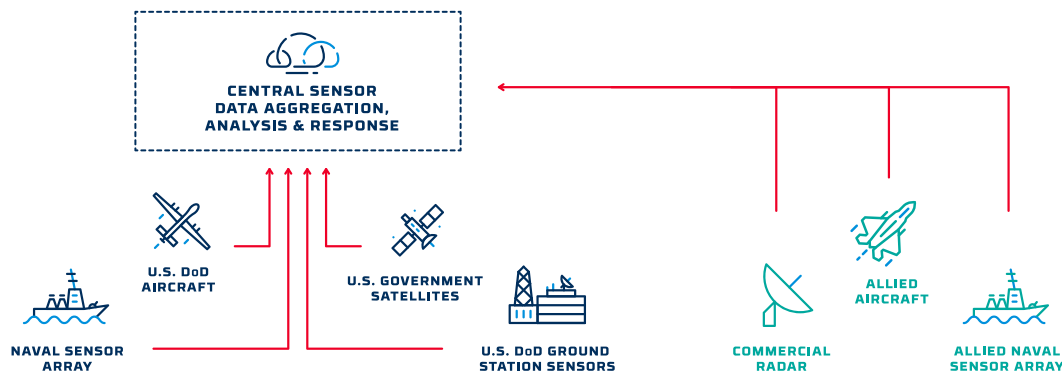 CENTRAL SENSOR
DATA AGGREGATION,
ANALYSIS & RESPONSE
U.S. DoD
AIRCRAFT
U.S. GOVERNMENT
SATELLITES
ALLIED
AIRCRAFT
NAVAL SENSOR
ARRAY
U.S. DoD GROUND
STATION SENSORS
COMMERCIAL
RADAR
ALLIED NAVAL
SENSOR ARRAY